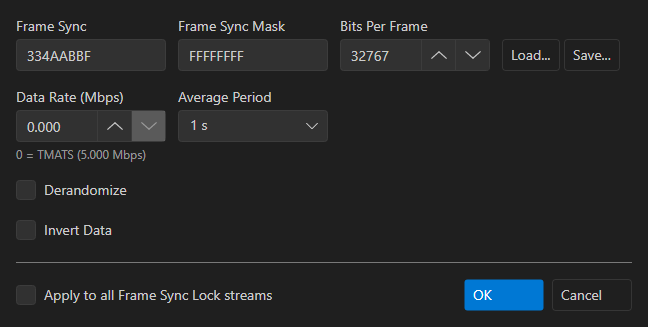 Frame Sync Frame Sync Mask Bits Per Frame
334AABBF FFFFFFFF 32767 Load... Save...
Data Rate (Mbps) Average Period
0.000 1 s
0 = TMATS (5.000 Mbps)
Derandomize
Invert Data
Apply to all Frame Sync Lock streams OK Cancel